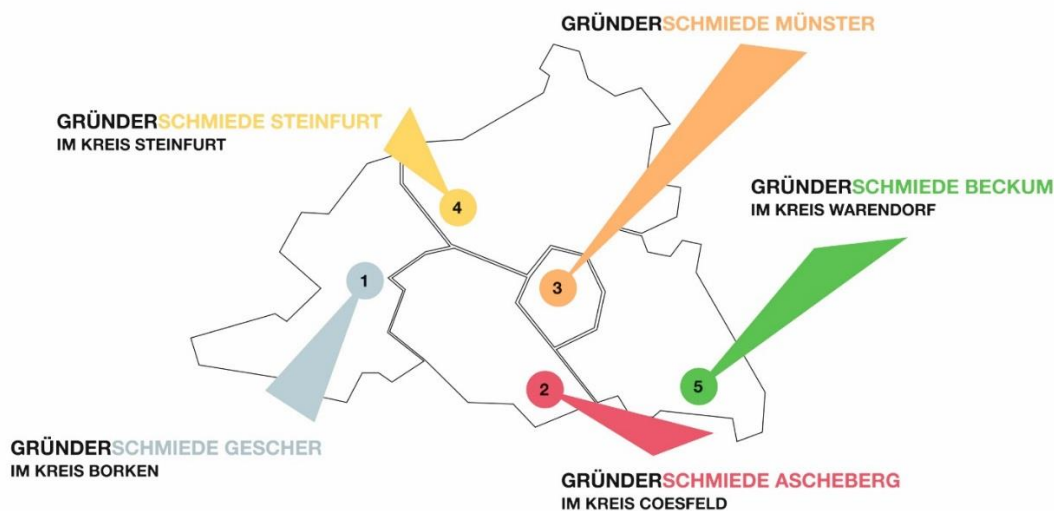 GRÜNDERSCHMIEDE MÜNSTER
GRÜNDERSCHMIEDE STEINFURT
IM KREIS STEINFURT
GRÜNDERSCHMIEDE BECKUM
IM KREIS WARENDORF
4
1
3
2
5
GRÜNDERSCHMIEDE GESCHER
IM KREIS BORKEN
GRÜNDERSCHMIEDE ASCHEBERG
IM KREIS COESFELD